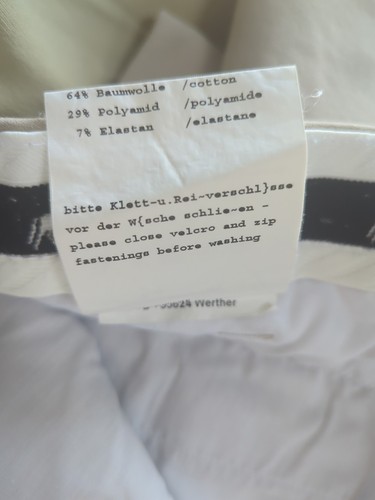 64% Baumwolle /cotton
29% Polyamid /polyamide
7% Elastan /elastane
bitte Klett-u.Rei~verschl}sse
vor der W{sche schlie~en -
please close velcro and zip
fastenings before washing
Werther